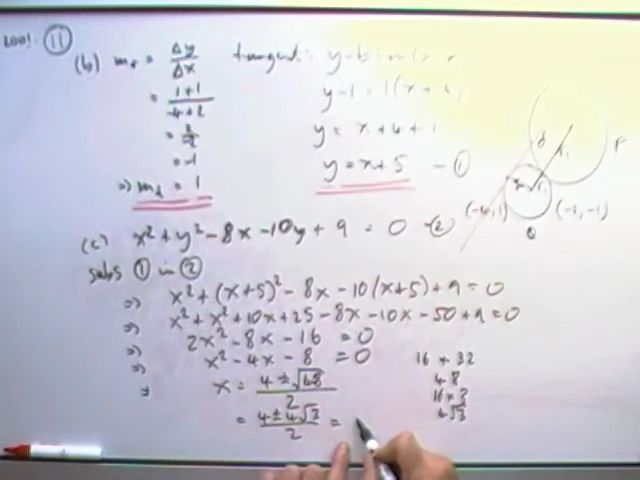 2001. 11
(b) m_r = Δy/Δx
= (1+1)/(-4+2)
= 2/-2
= -1
=> m_t = 1
tangent: y-b = m(x
y-1 = 1(x+4)
y = x+4+1
y = x+5 - ①
(-4,1)
(-2,-1)
Q
P
d
r₁
(c) x² + y² - 8x - 10y + 9 = 0 - ②
subs ① in ②
=> x² + (x+5)² - 8x - 10(x+5) + 9 = 0
=> x² + x² + 10x + 25 - 8x - 10x - 50 + 9 = 0
=> 2x² - 8x - 16 = 0
=> x² - 4x - 8 = 0
=> x = (4 ± √48)/2
= (4 ± 4√3)/2 =
16 + 32
48
16 × 3
4√3